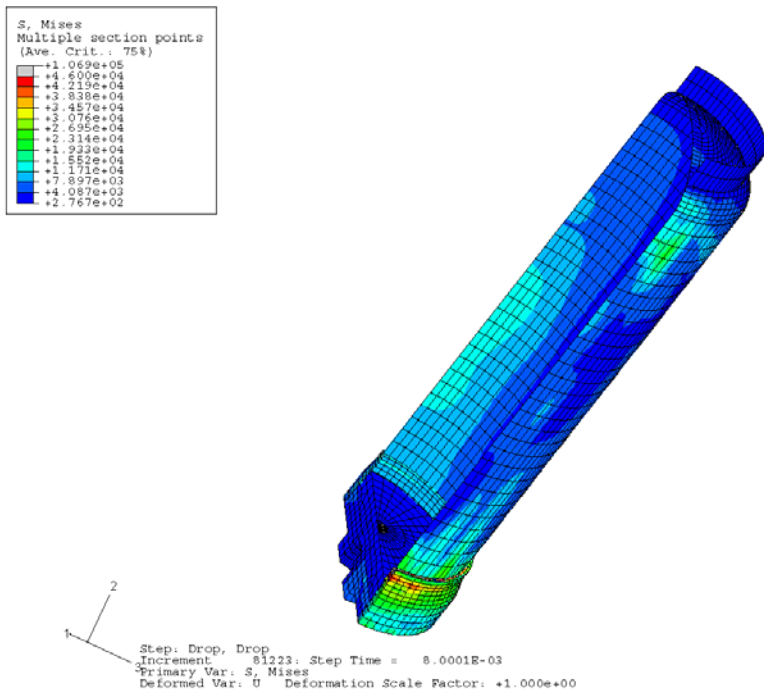 S, Mises
Multiple section points
(Ave. Crit.: 75%)
+1.069e+05
+4.600e+04
+4.219e+04
+3.838e+04
+3.457e+04
+3.076e+04
+2.695e+04
+2.314e+04
+1.933e+04
+1.552e+04
+1.171e+04
+7.897e+03
+4.087e+03
+2.767e+02
2
1
3
Step: Drop, Drop
Increment 81223: Step Time = 8.0001E-03
Primary Var: S, Mises
Deformed Var: U Deformation Scale Factor: +1.000e+00